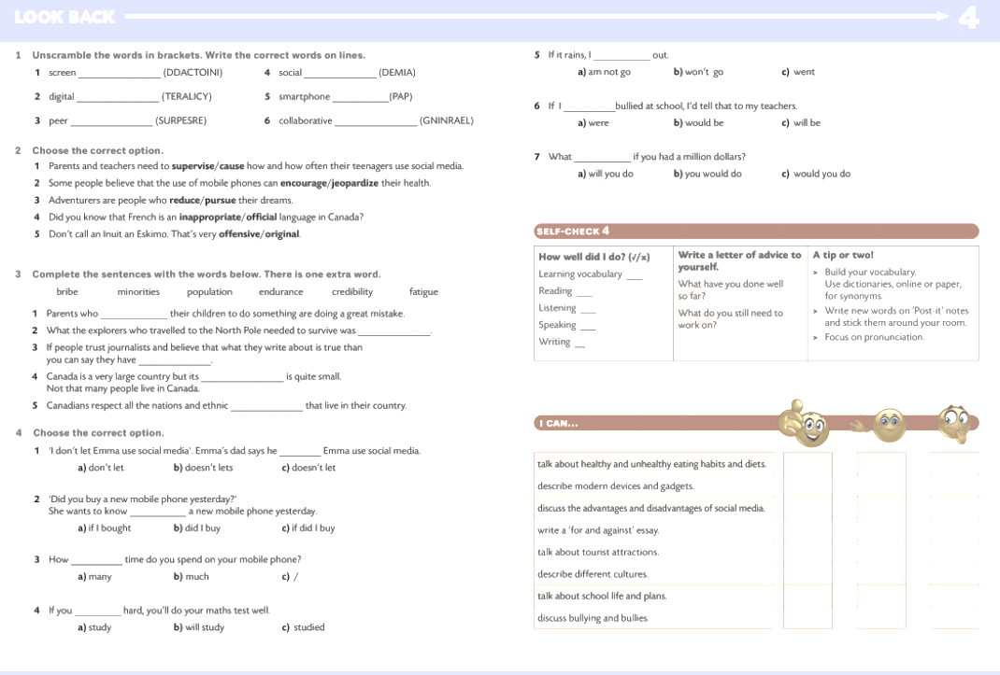 LOOK BACK
4
1 Unscramble the words in brackets. Write the correct words on lines.
1 screen ________________ (DDACTOINI)
4 social ______________ (DEMIA)
2 digital ________________ (TERALICY)
5 smartphone ___________(PAP)
3 peer ________________ (SURPESRE)
6 collaborative ________________ (GNINRAEL)
2 Choose the correct option.
1 Parents and teachers need to supervise/cause how and how often their teenagers use social media.
2 Some people believe that the use of mobile phones can encourage/jeopardize their health.
3 Adventurers are people who reduce/pursue their dreams.
4 Did you know that French is an inappropriate/official language in Canada?
5 Don't call an Inuit an Eskimo. That's very offensive/original.
3 Complete the sentences with the words below. There is one extra word.
bribe minorities population endurance credibility fatigue
1 Parents who _____________ their children to do something are doing a great mistake.
2 What the explorers who travelled to the North Pole needed to survive was ______________.
3 If people trust journalists and believe that what they write about is true than
you can say they have ______________.
4 Canada is a very large country but its ________________ is quite small.
Not that many people live in Canada.
5 Canadians respect all the nations and ethnic ______________ that live in their country.
4 Choose the correct option.
1 'I don't let Emma use social media'. Emma's dad says he ________ Emma use social media.
a) don't let b) doesn't lets c) doesn't let
2 'Did you buy a new mobile phone yesterday?'
She wants to know ___________ a new mobile phone yesterday.
a) if I bought b) did I buy c) if did I buy
3 How __________ time do you spend on your mobile phone?
a) many b) much c) /
4 If you _________ hard, you'll do your maths test well.
a) study b) will study c) studied
5 If it rains, I ___________ out.
a) am not go b) won't go c) went
6 If I __________bullied at school, I'd tell that to my teachers.
a) were b) would be c) will be
7 What ___________ if you had a million dollars?
a) will you do b) you would do c) would you do
SELF-CHECK 4
How well did I do? (√/x)
Learning vocabulary ___
Reading ___
Listening ___
Speaking ___
Writing __
Write a letter of advice to
yourself.
What have you done well
so far?
What do you still need to
work on?
A tip or two!
> Build your vocabulary.
Use dictionaries, online or paper,
for synonyms.
> Write new words on 'Post-it' notes
and stick them around your room.
> Focus on pronunciation.
I CAN...
talk about healthy and unhealthy eating habits and diets.
describe modern devices and gadgets.
discuss the advantages and disadvantages of social media.
write a 'for and against' essay.
talk about tourist attractions.
describe different cultures.
talk about school life and plans.
discuss bullying and bullies.